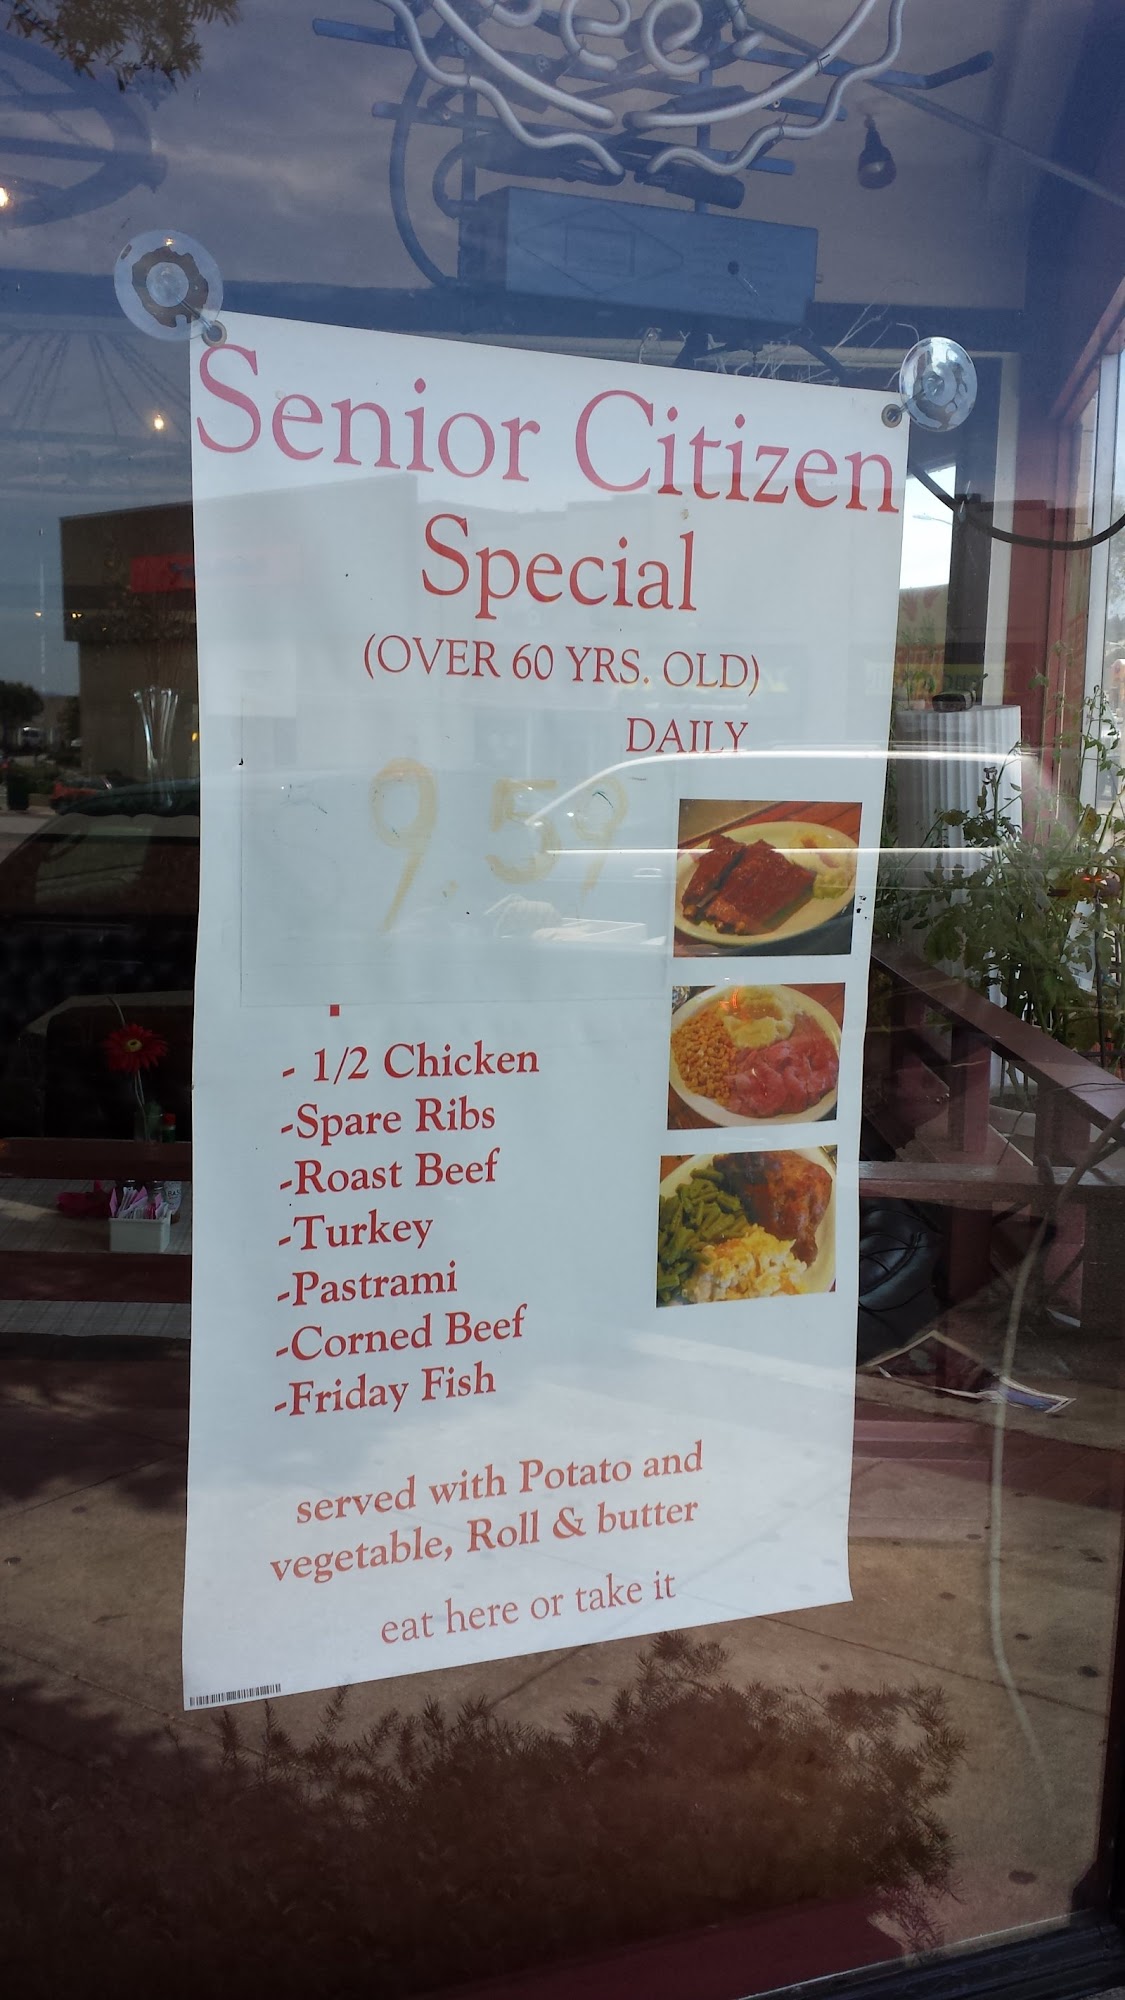 Senior Citizen
Special
(OVER 60 YRS. OLD)
DAILY
9.59
- 1/2 Chicken
-Spare Ribs
-Roast Beef
-Turkey
-Pastrami
-Corned Beef
-Friday Fish
served with Potato and
vegetable, Roll & butter
eat here or take it